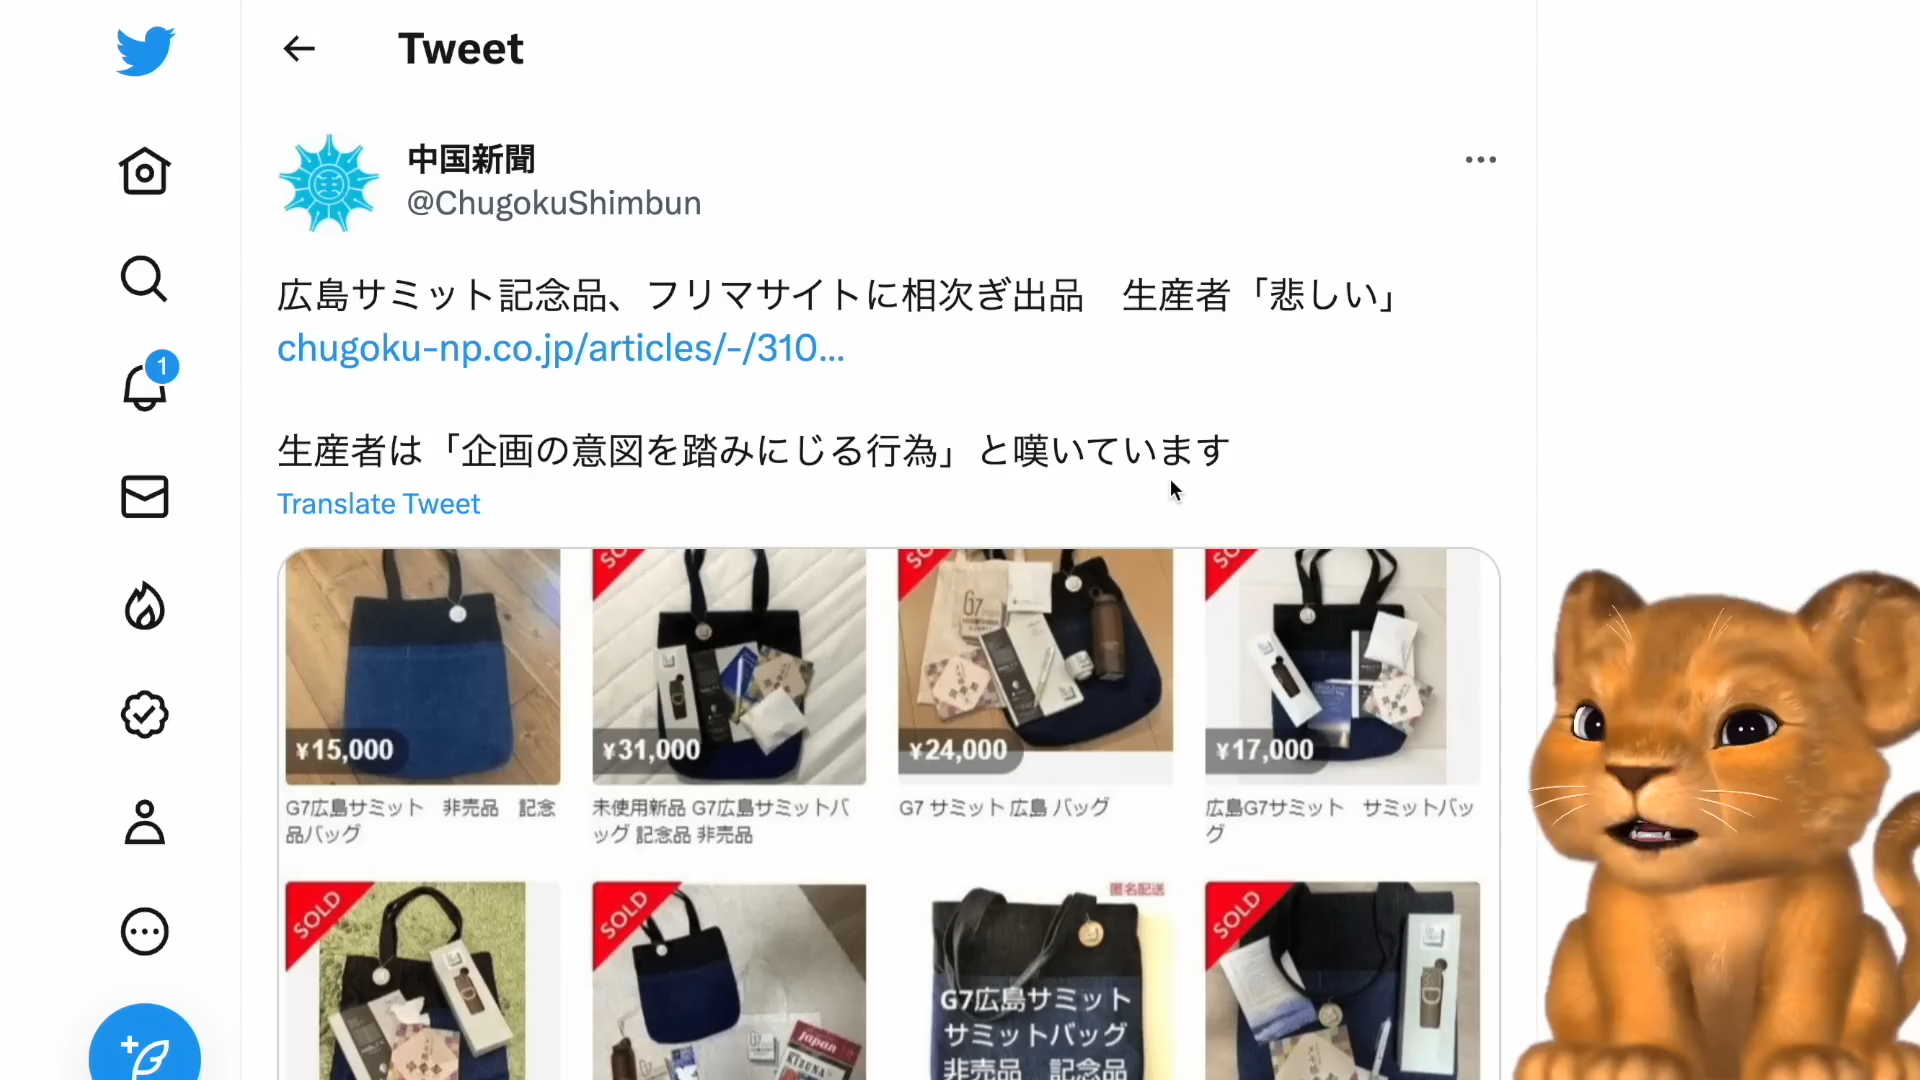 Tweet
中国新聞
@ChugokuShimbun
広島サミット記念品、フリマサイトに相次ぎ出品　生産者「悲しい」
chugoku-np.co.jp/articles/-/310…
生産者は「企画の意図を踏みにじる行為」と嘆いています
Translate Tweet
1
SO
SO
SO
G7
¥15,000
¥31,000
¥24,000
¥17,000
G7広島サミット　非売品　記念
品バッグ
未使用新品 G7広島サミットバ
ッグ 記念品 非売品
G7 サミット 広島 バッグ
広島G7サミット　サミットバッ
グ
SOLD
SOLD
匿名配送
SOLD
G7広島サミット
サミットバッグ
非売品　記念品
japan
KIZUNA